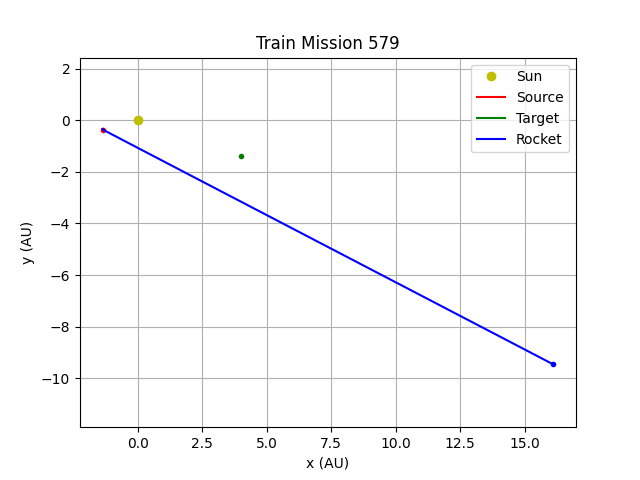 Train Mission 579
Sun
Source
Target
Rocket
2
0
−2
−4
−6
−8
−10
y (AU)
0.0 2.5 5.0 7.5 10.0 12.5 15.0
x (AU)